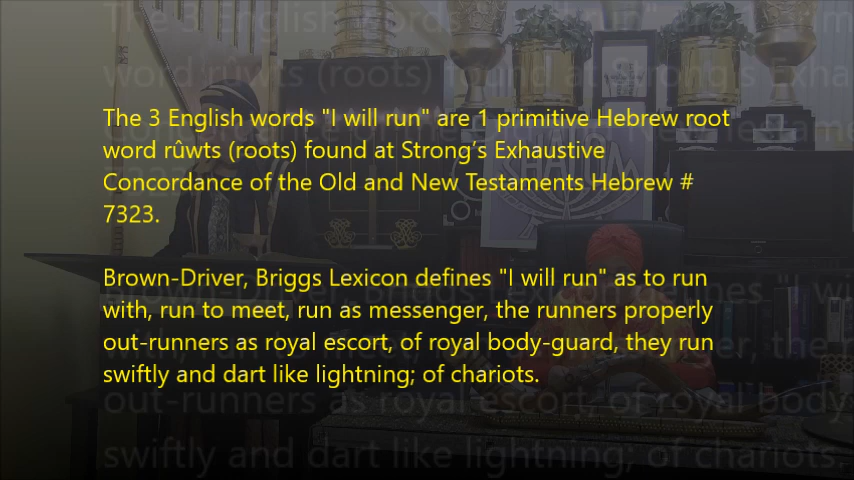 The 3 English words "I will run" are 1 primitive Hebrew root
word rûwts (roots) found at Strong’s Exhaustive
Concordance of the Old and New Testaments Hebrew #
7323.
Brown-Driver, Briggs Lexicon defines "I will run" as to run
with, run to meet, run as messenger, the runners properly
out-runners as royal escort, of royal body-guard, they run
swiftly and dart like lightning; of chariots.